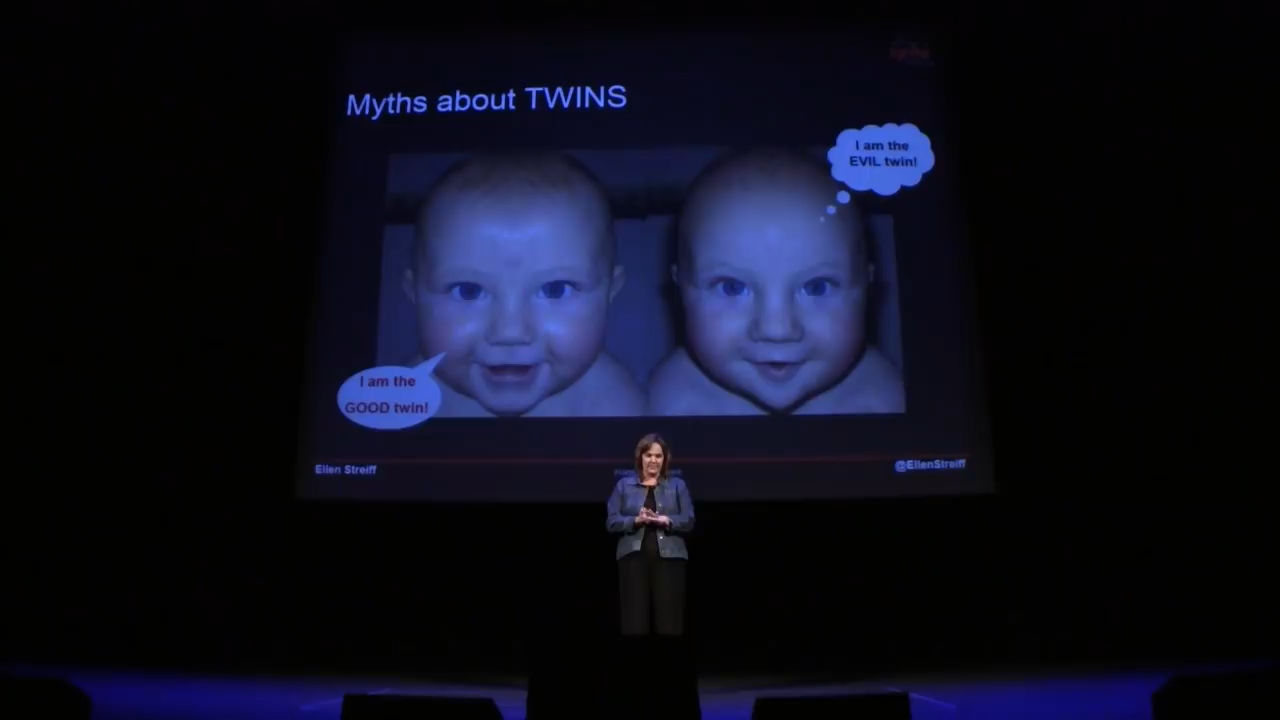 Myths about TWINS
I am the
EVIL twin!
I am the
GOOD twin!
Ellen Streiff
@EllenStreiff